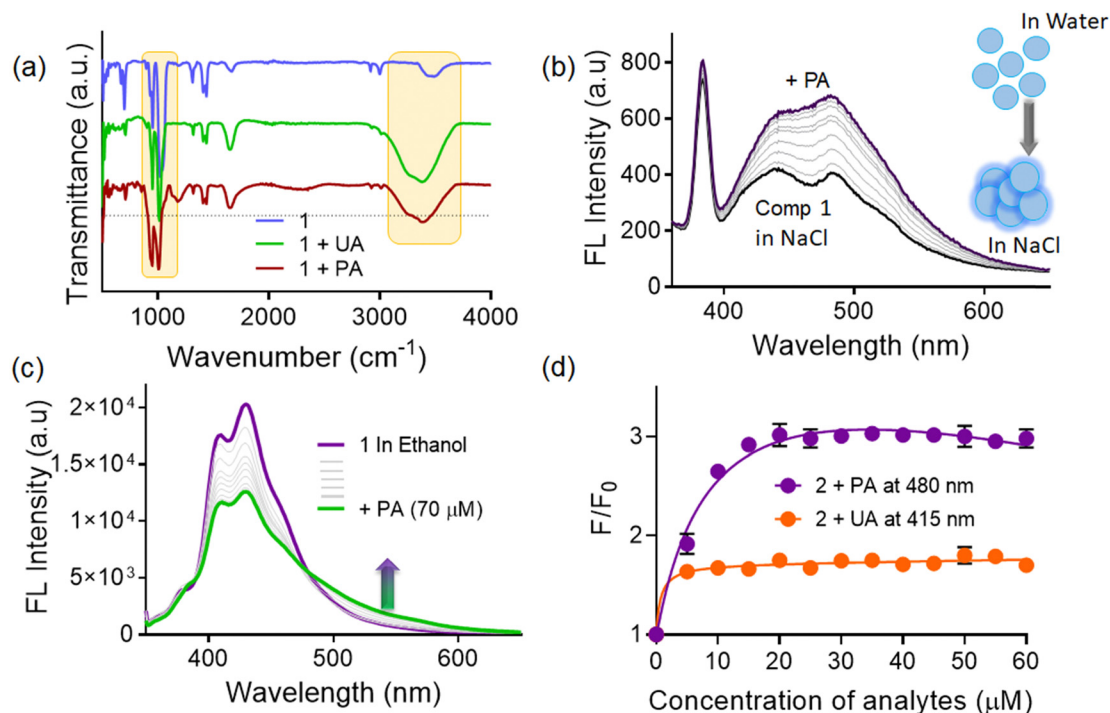 (a)
Transmittance (a.u.)
1
1 + UA
1 + PA
1000
2000
3000
4000
Wavenumber (cm⁻¹)
(b)
FL Intensity (a.u)
800
600
400
200
0
+ PA
Comp 1
in NaCl
In Water
In NaCl
400
500
600
Wavelength (nm)
(c)
FL Intensity (a.u)
2×10⁴
1.5×10⁴
1×10⁴
5×10³
0
1 In Ethanol
+ PA (70 μM)
400
500
600
Wavelength (nm)
(d)
F/F₀
3
2
1
2 + PA at 480 nm
2 + UA at 415 nm
0
10
20
30
40
50
60
Concentration of analytes (μM)